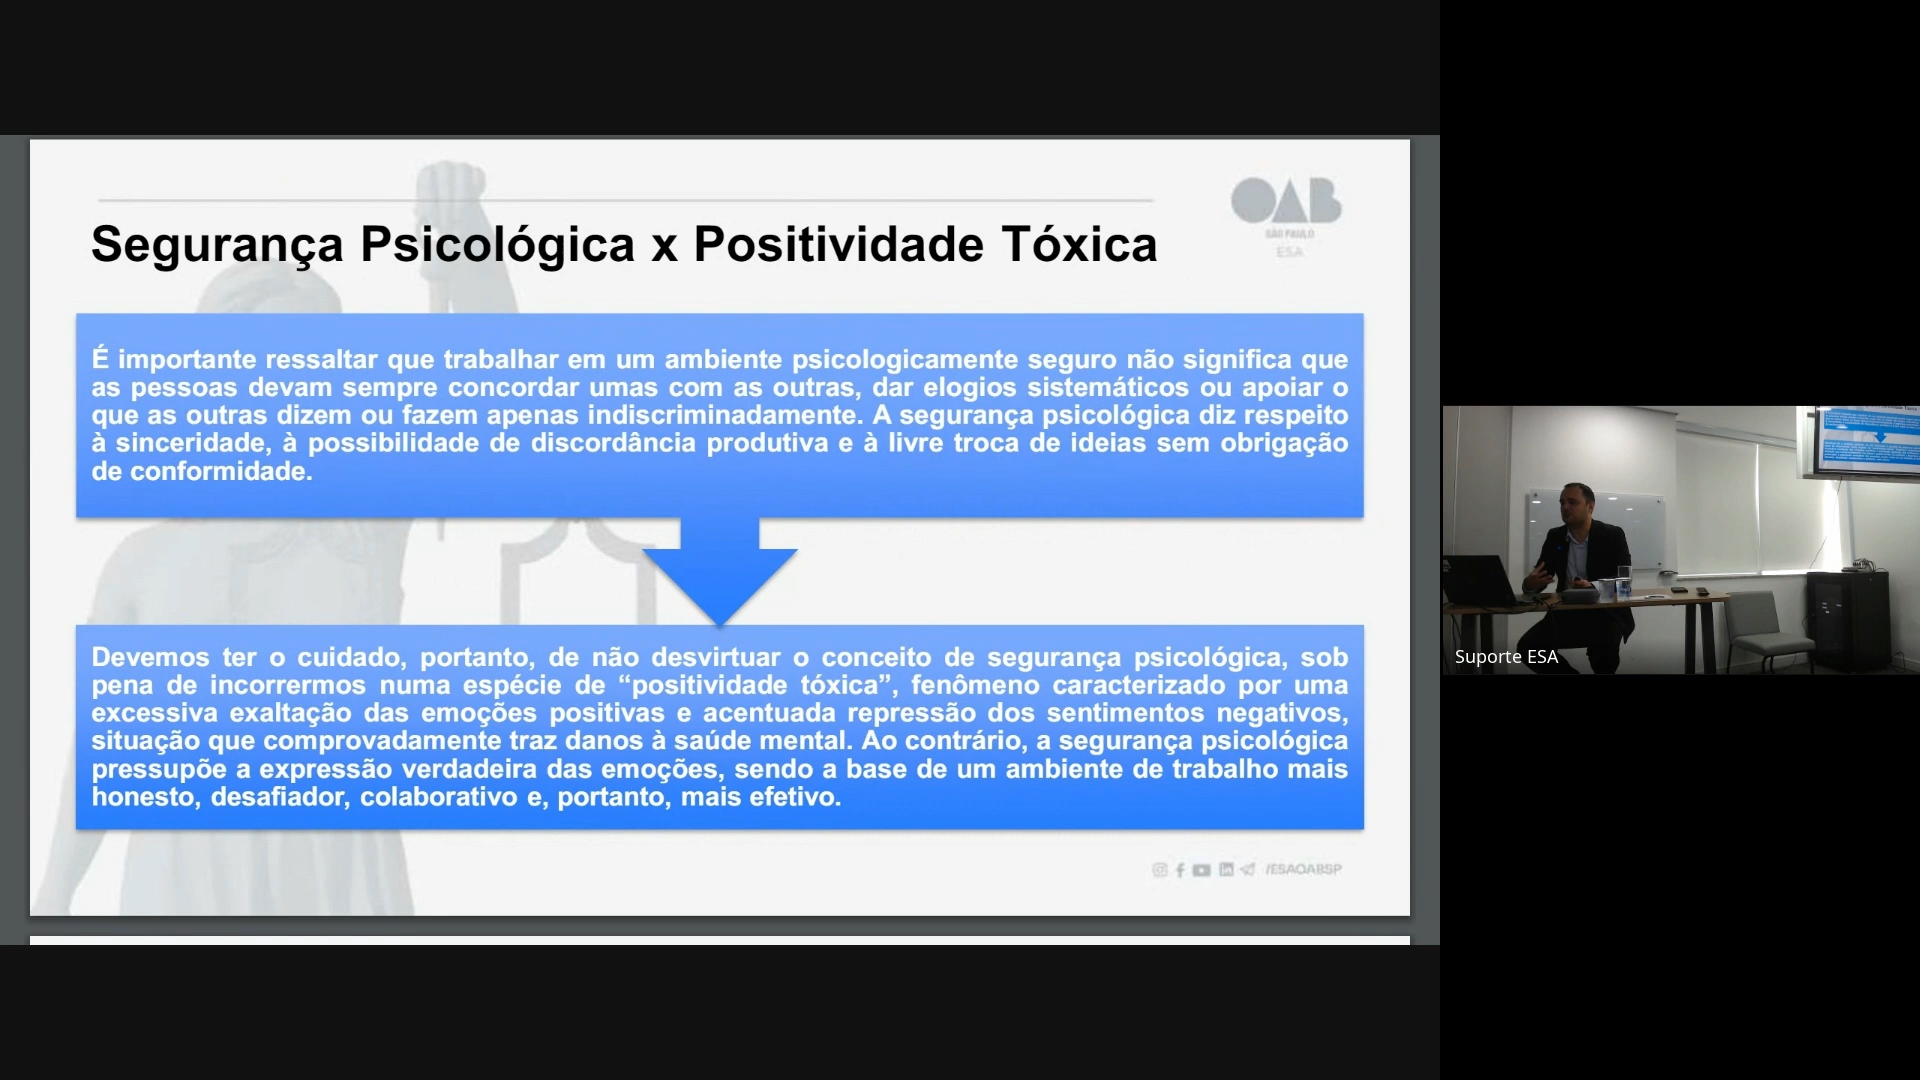 OAB
SÃO PAULO
ESA
Segurança Psicológica x Positividade Tóxica
É importante ressaltar que trabalhar em um ambiente psicologicamente seguro não significa que
as pessoas devam sempre concordar umas com as outras, dar elogios sistemáticos ou apoiar o
que as outras dizem ou fazem apenas indiscriminadamente. A segurança psicológica diz respeito
à sinceridade, à possibilidade de discordância produtiva e à livre troca de ideias sem obrigação
de conformidade.
Devemos ter o cuidado, portanto, de não desvirtuar o conceito de segurança psicológica, sob
pena de incorrermos numa espécie de “positividade tóxica”, fenômeno caracterizado por uma
excessiva exaltação das emoções positivas e acentuada repressão dos sentimentos negativos,
situação que comprovadamente traz danos à saúde mental. Ao contrário, a segurança psicológica
pressupõe a expressão verdadeira das emoções, sendo a base de um ambiente de trabalho mais
honesto, desafiador, colaborativo e, portanto, mais efetivo.
/ESAOABSP
Suporte ESA